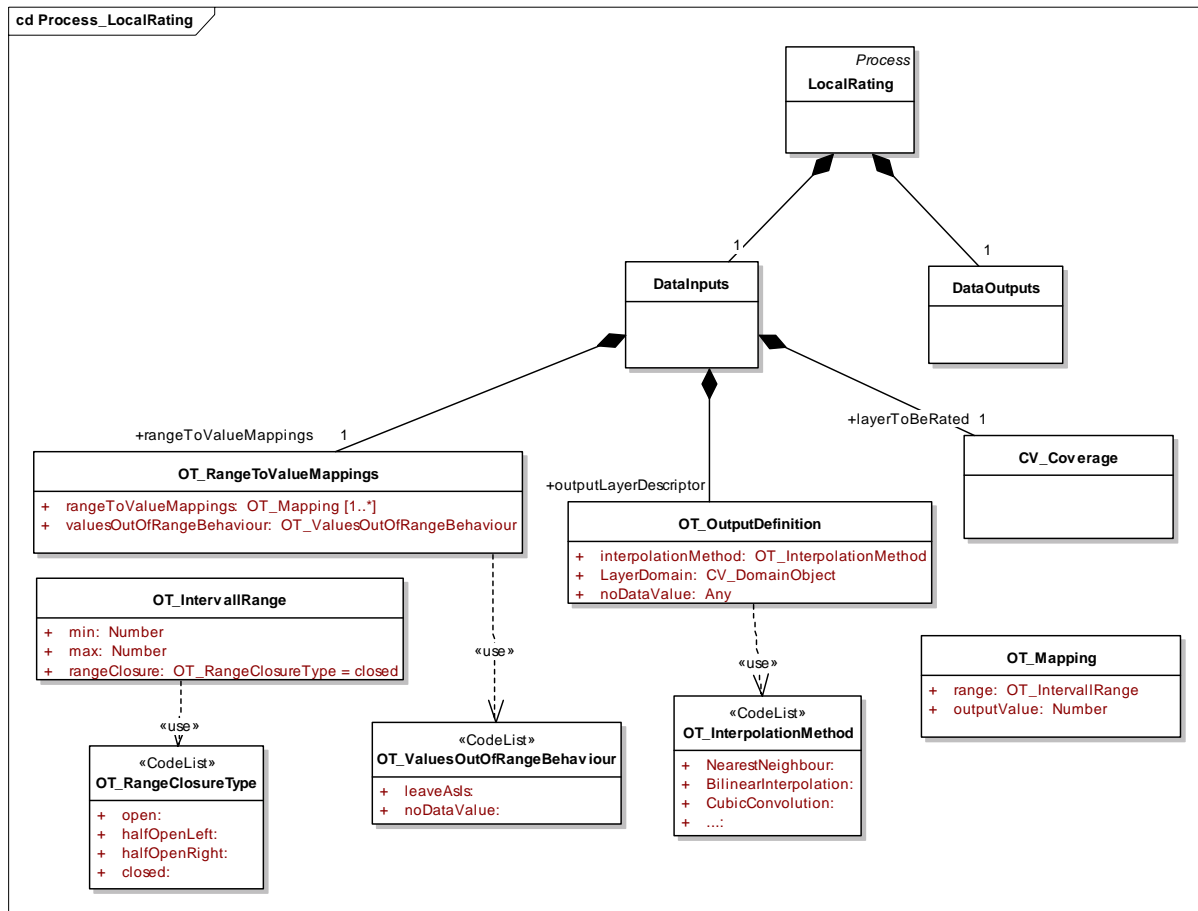 cd Process_LocalRating
Process
LocalRating
1
1
DataInputs
DataOutputs
+rangeToValueMappings 1
+layerToBeRated 1
+outputLayerDescriptor
OT_RangeToValueMappings
+ rangeToValueMappings: OT_Mapping [1..*]
+ valuesOutOfRangeBehaviour: OT_ValuesOutOfRangeBehaviour
CV_Coverage
OT_OutputDefinition
+ interpolationMethod: OT_InterpolationMethod
+ LayerDomain: CV_DomainObject
+ noDataValue: Any
OT_IntervallRange
+ min: Number
+ max: Number
+ rangeClosure: OT_RangeClosureType = closed
«use»
«use»
«use»
OT_Mapping
+ range: OT_IntervallRange
+ outputValue: Number
«CodeList»
OT_RangeClosureType
+ open:
+ halfOpenLeft:
+ halfOpenRight:
+ closed:
«CodeList»
OT_ValuesOutOfRangeBehaviour
+ leaveAsIs:
+ noDataValue:
«CodeList»
OT_InterpolationMethod
+ NearestNeighbour:
+ BilinearInterpolation:
+ CubicConvolution:
+ ...: